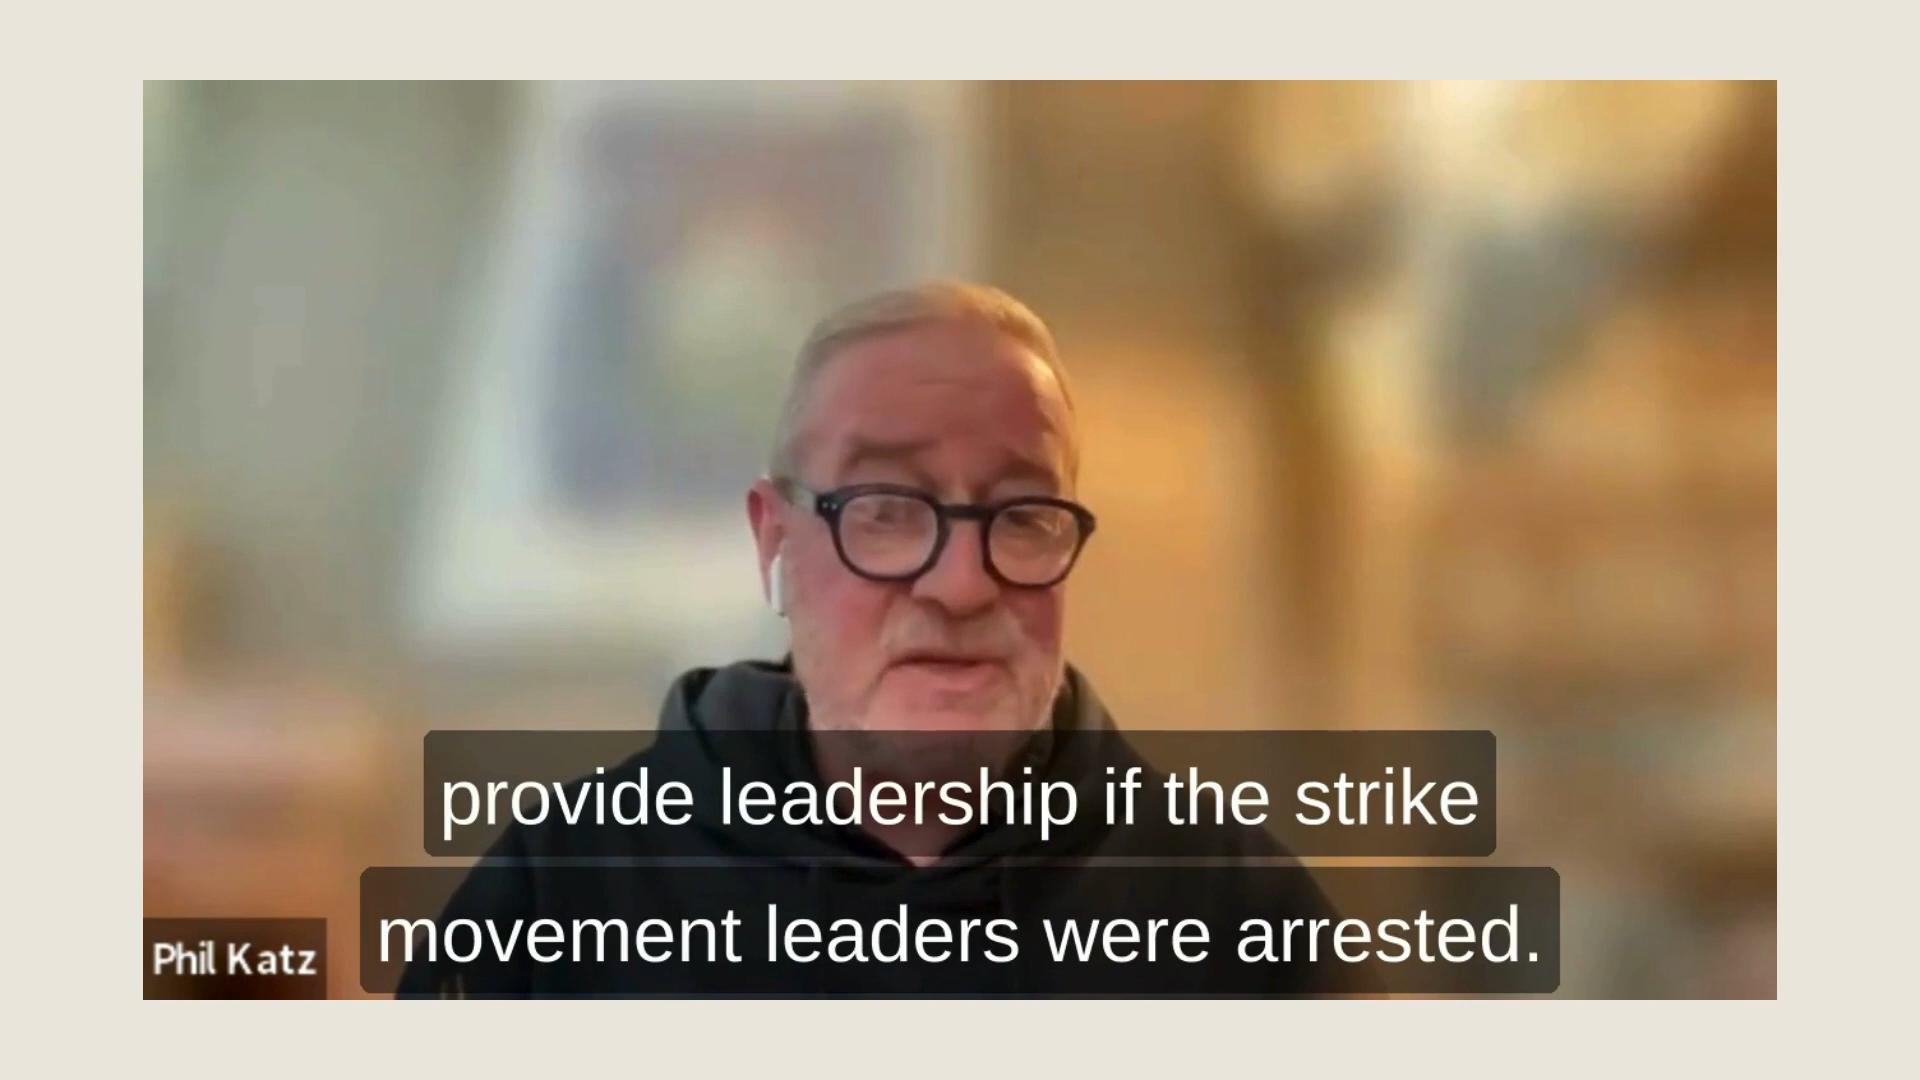 provide leadership if the strike
movement leaders were arrested.
Phil Katz